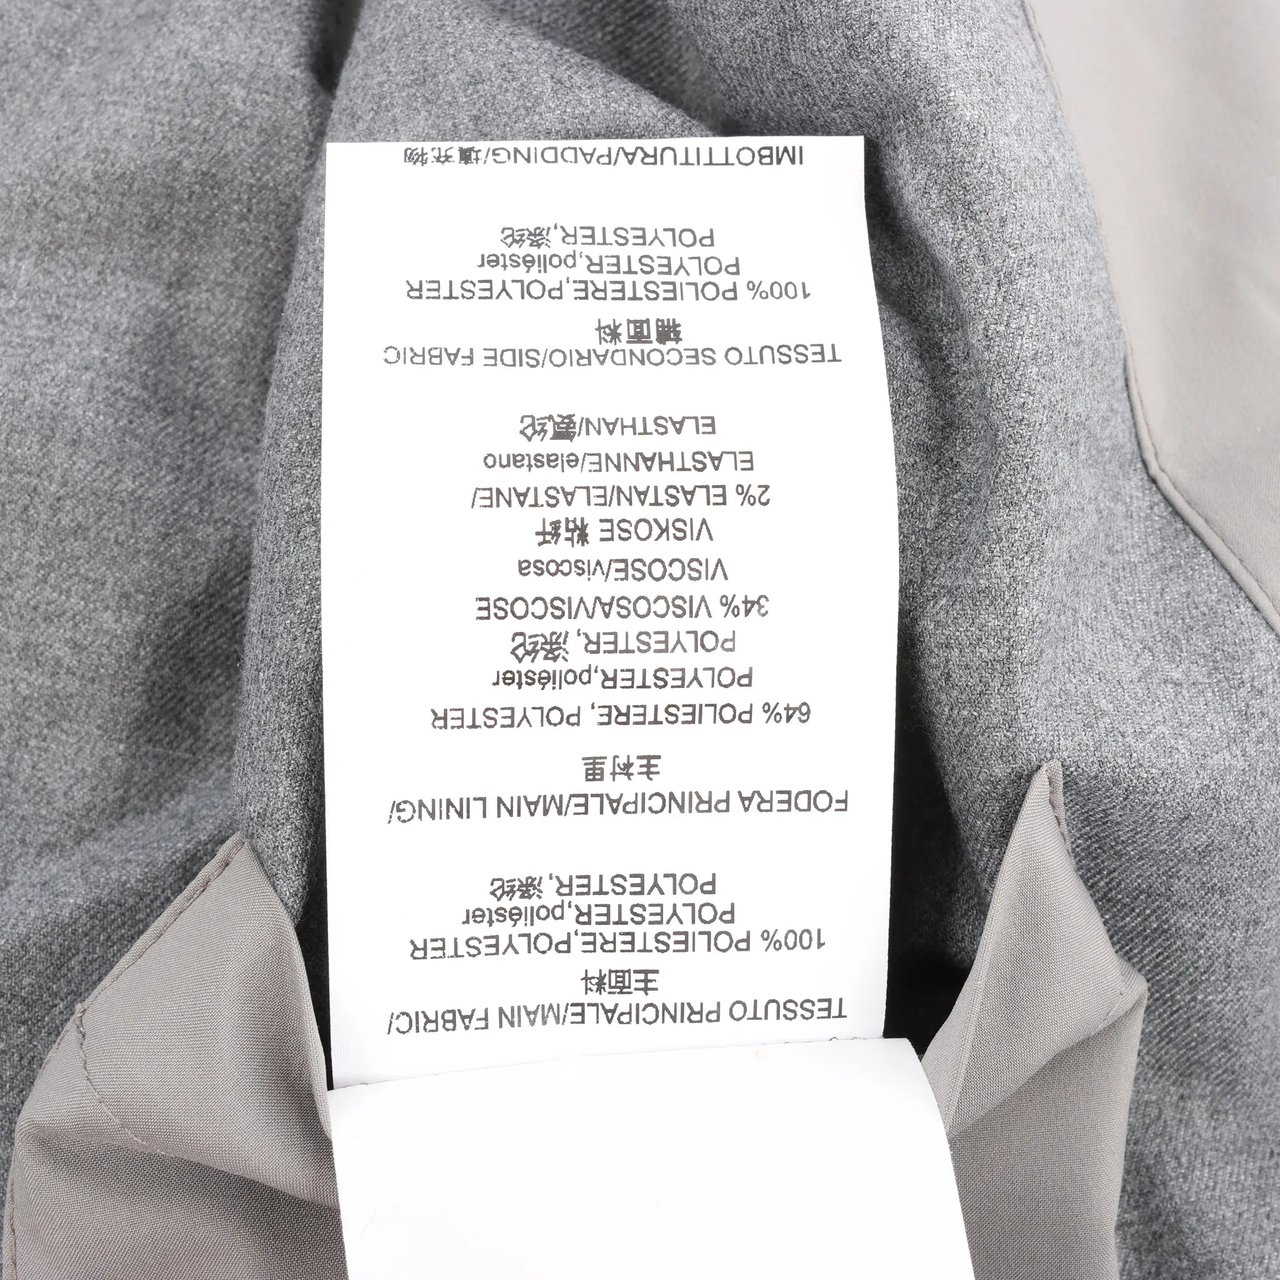 TESSUTO PRINCIPALE/MAIN FABRIC/
主面料
100% POLIESTERE,POLYESTER
POLYESTER,poliéster
POLYESTER,涤纶
FODERA PRINCIPALE/MAIN LINING/
主衬里
64% POLIESTERE, POLYESTER
POLYESTER,poliéster
POLYESTER, 涤纶
34% VISCOSA/VISCOSE
VISCOSE/viscosa
VISKOSE 粘纤
2% ELASTAN/ELASTANE/
ELASTHANNE/elastano
ELASTHAN/氨纶
TESSUTO SECONDARIO/SIDE FABRIC
辅面料
100% POLIESTERE,POLYESTER
POLYESTER,poliéster
POLYESTER,涤纶
IMBOTTITURA/PADDING/填充物